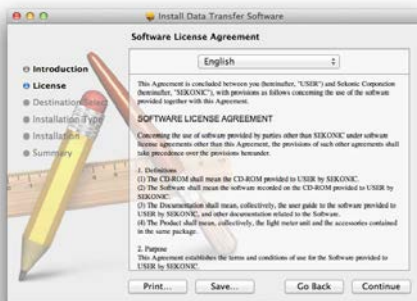 Install Data Transfer Software
Software License Agreement
English
Introduction
License
Destination Select
Installation Type
Installation
Summary
This Agreement is concluded between you (hereinafter, "USER") and Sekonic Corporation
(hereinafter, "SEKONIC"), with provisions as follows concerning the use of the software
provided together with this Agreement.
SOFTWARE LICENSE AGREEMENT
Concerning the use of software provided by parties other than SEKONIC under software
license agreements other than this Agreement, the provisions of such other agreements shall
take precedence over the provisions hereunder.
1. Definitions
(1) The CD-ROM shall mean the CD-ROM provided to USER by SEKONIC.
(2) The Software shall mean the software recorded on the CD-ROM provided to USER by
SEKONIC.
(3) The Documentation shall mean, collectively, the user guide to the software provided to
USER by SEKONIC, and other documentation related to the Software.
(4) The Product shall mean, collectively, the light meter unit and the accessories contained
in the same package.
2. Purpose
This Agreement establishes the terms and conditions of use for the Software provided to
USER by SEKONIC.
Print...
Save...
Go Back
Continue